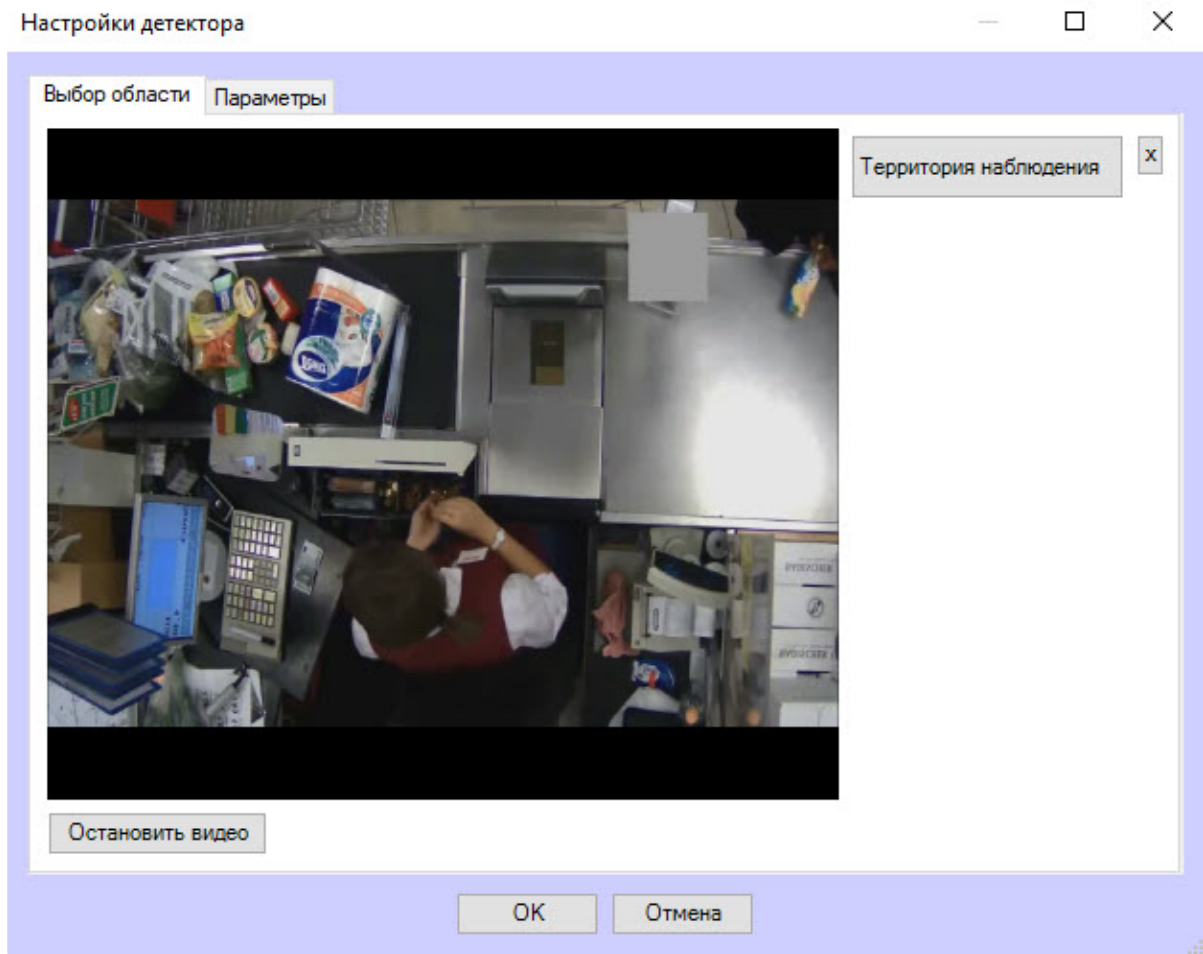 Настройки детектора
Выбор области
Параметры
Территория наблюдения
x
Остановить видео
OK
Отмена